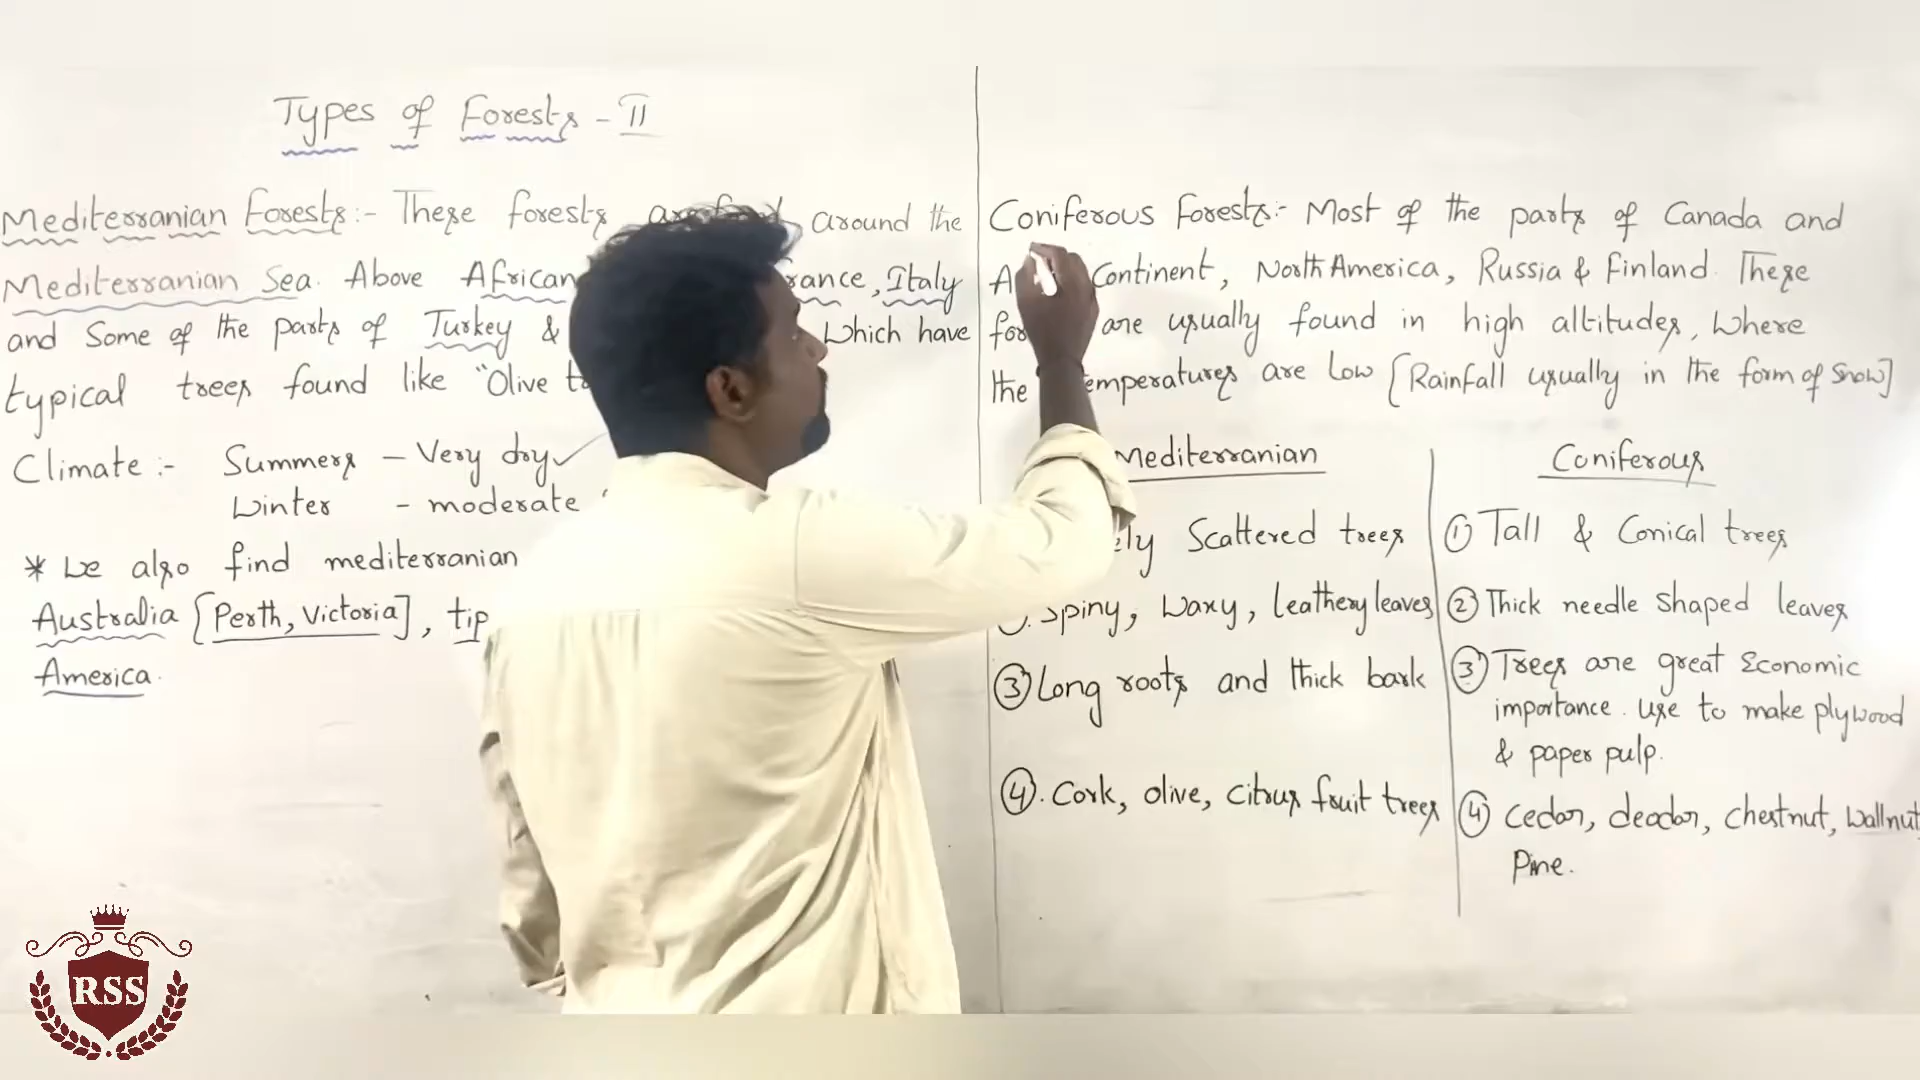 Types of Forests - II
Mediterranian Forests :- These forests around the
Mediterranian Sea. Above African France, Italy
and Some of the parts of Turkey & Which have
typical trees found like "Olive
Climate :- Summers - Very dry
Winter - moderate
* We also find mediterranian
Australia [Perth, Victoria], tip
America.
Coniferous Forests:- Most of the parts of Canada and
Continent, North America, Russia & Finland. These
are usually found in high altitudes, Where
the temperatures are low [Rainfall usually in the form of Snow]
Mediterranian
Scattered trees
Spiny, Waxy, leathery leaves
③ Long roots and thick bark
④. Cork, olive, citrus fruit trees
Coniferous
① Tall & Conical trees
② Thick needle shaped leaves
③ Trees are great Economic
importance. Use to make plywood
& paper pulp.
④ cedar, deodar, chestnut, wallnut,
Pine.
RSS